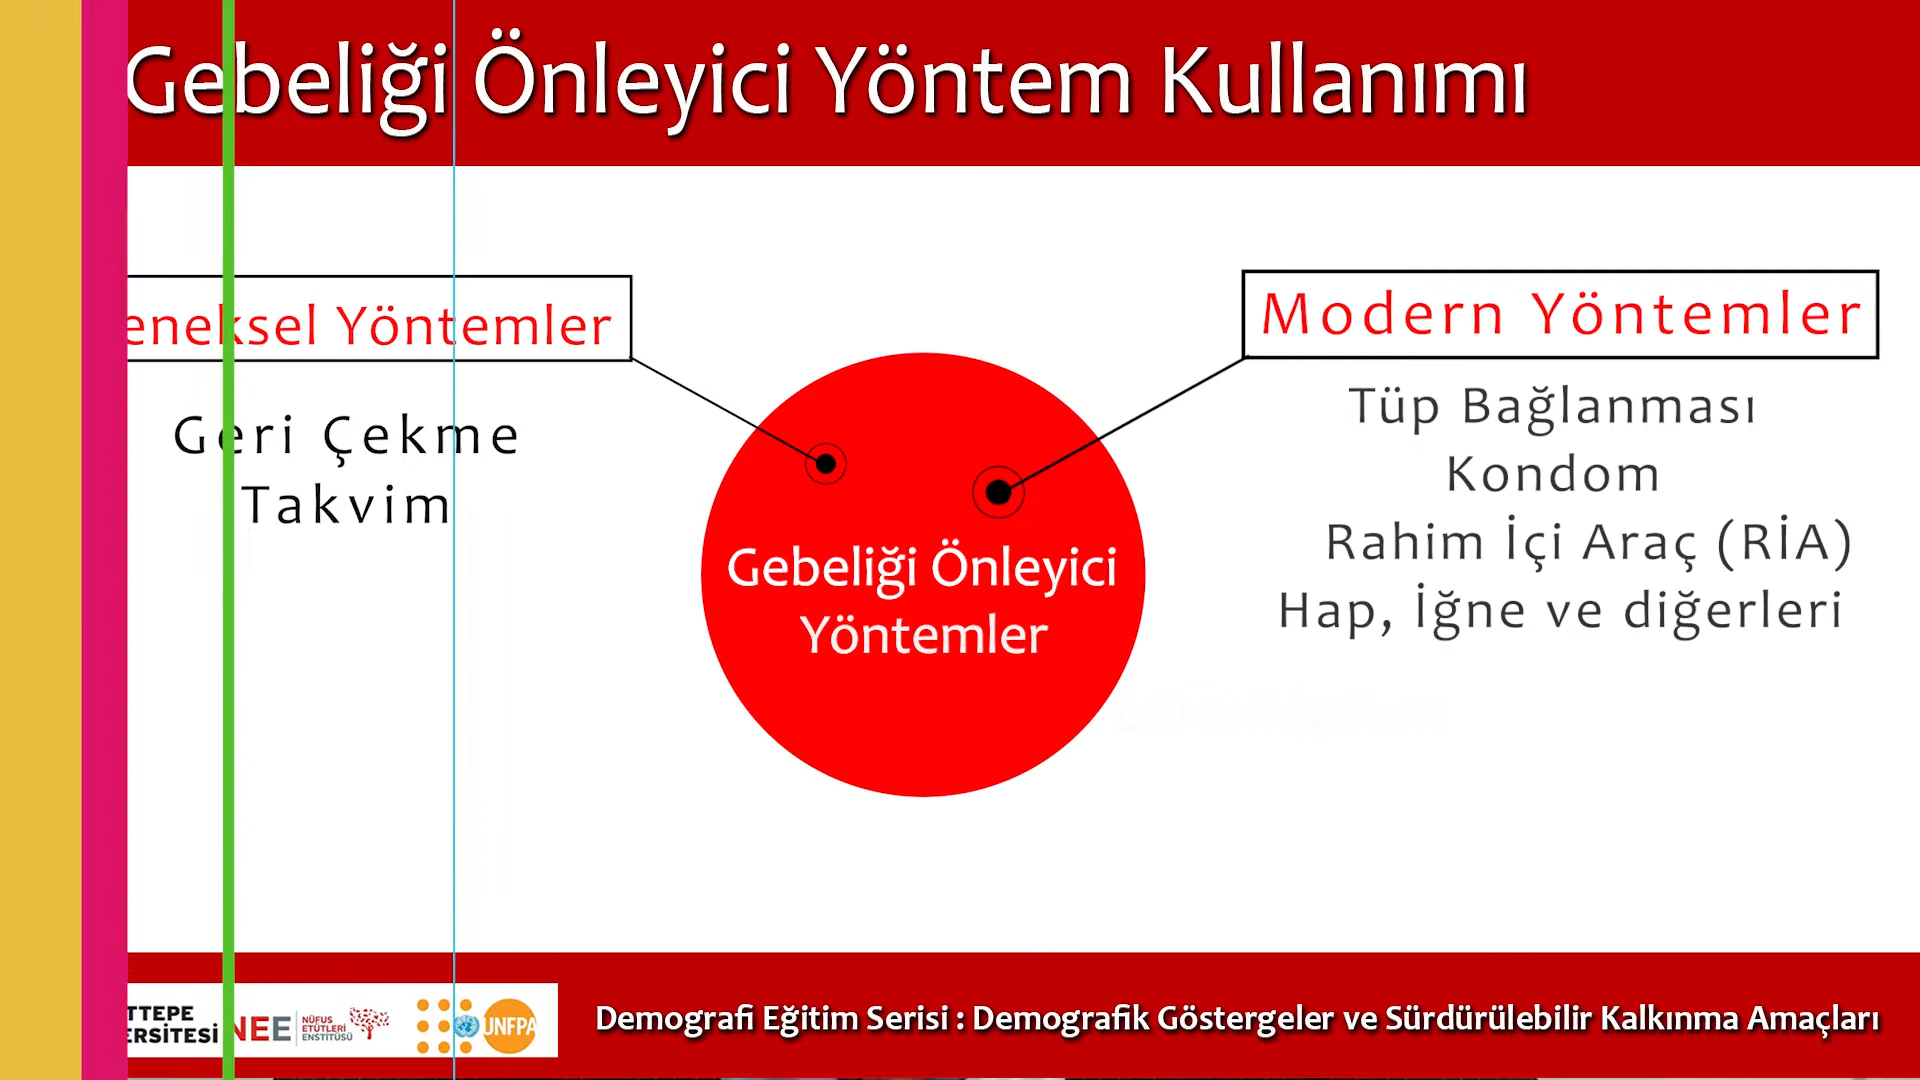 Gebeliği Önleyici Yöntem Kullanımı
eneksel Yöntemler
Geri Çekme
Takvim
Modern Yöntemler
Tüp Bağlanması
Kondom
Rahim İçi Araç (RİA)
Hap, İğne ve diğerleri
Gebeliği Önleyici
Yöntemler
TTEPE
ERSİTESİ
NEE
NÜFUS
ETÜTLERİ
ENSTİTÜSÜ
UNFPA
Demografi Eğitim Serisi : Demografik Göstergeler ve Sürdürülebilir Kalkınma Amaçları